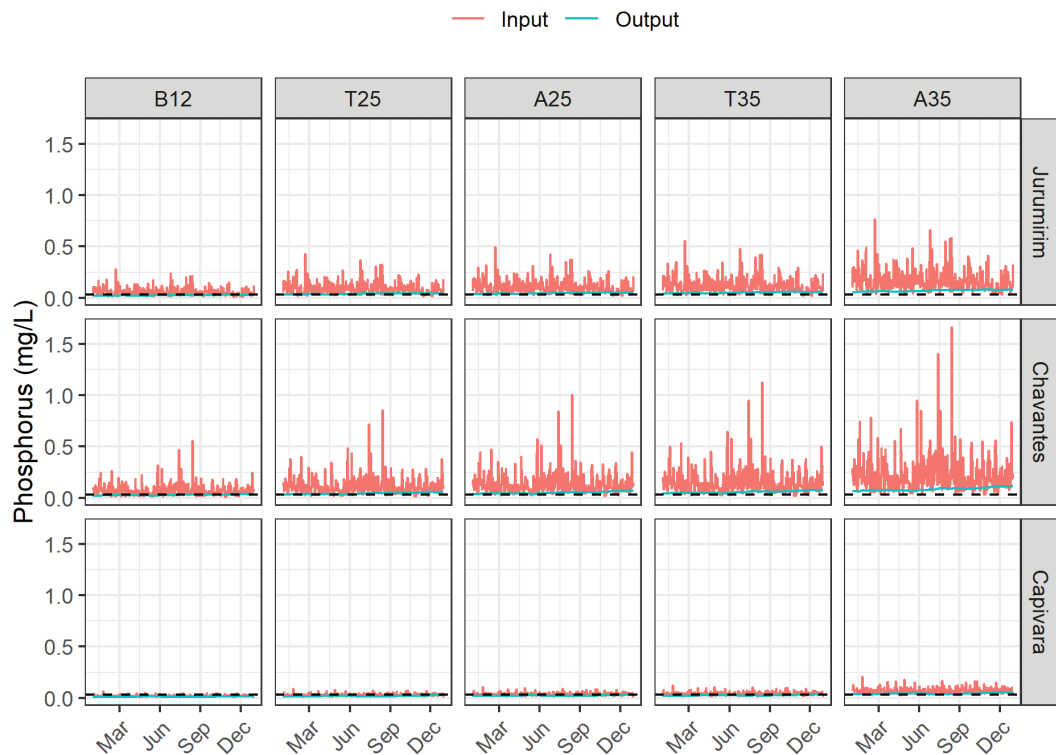 Input Output
B12 T25 A25 T35 A35
Phosphorus (mg/L)
1.5
1.0
0.5
0.0
Jurumirim
1.5
1.0
0.5
0.0
Chavantes
1.5
1.0
0.5
0.0
Capivara
Mar Jun Sep Dec Mar Jun Sep Dec Mar Jun Sep Dec Mar Jun Sep Dec Mar Jun Sep Dec